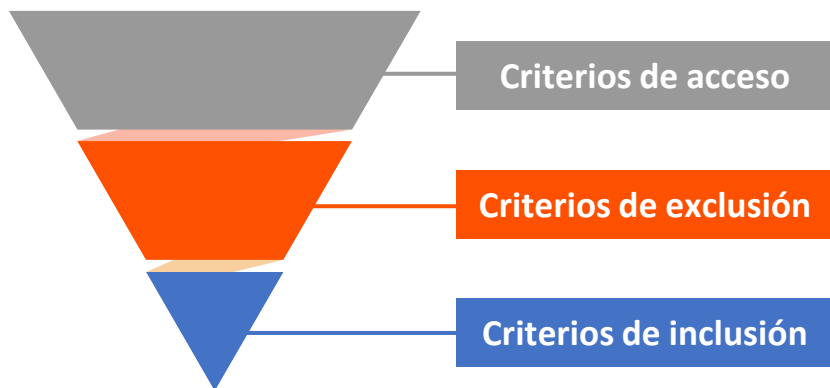 Criterios de acceso
Criterios de exclusión
Criterios de inclusión